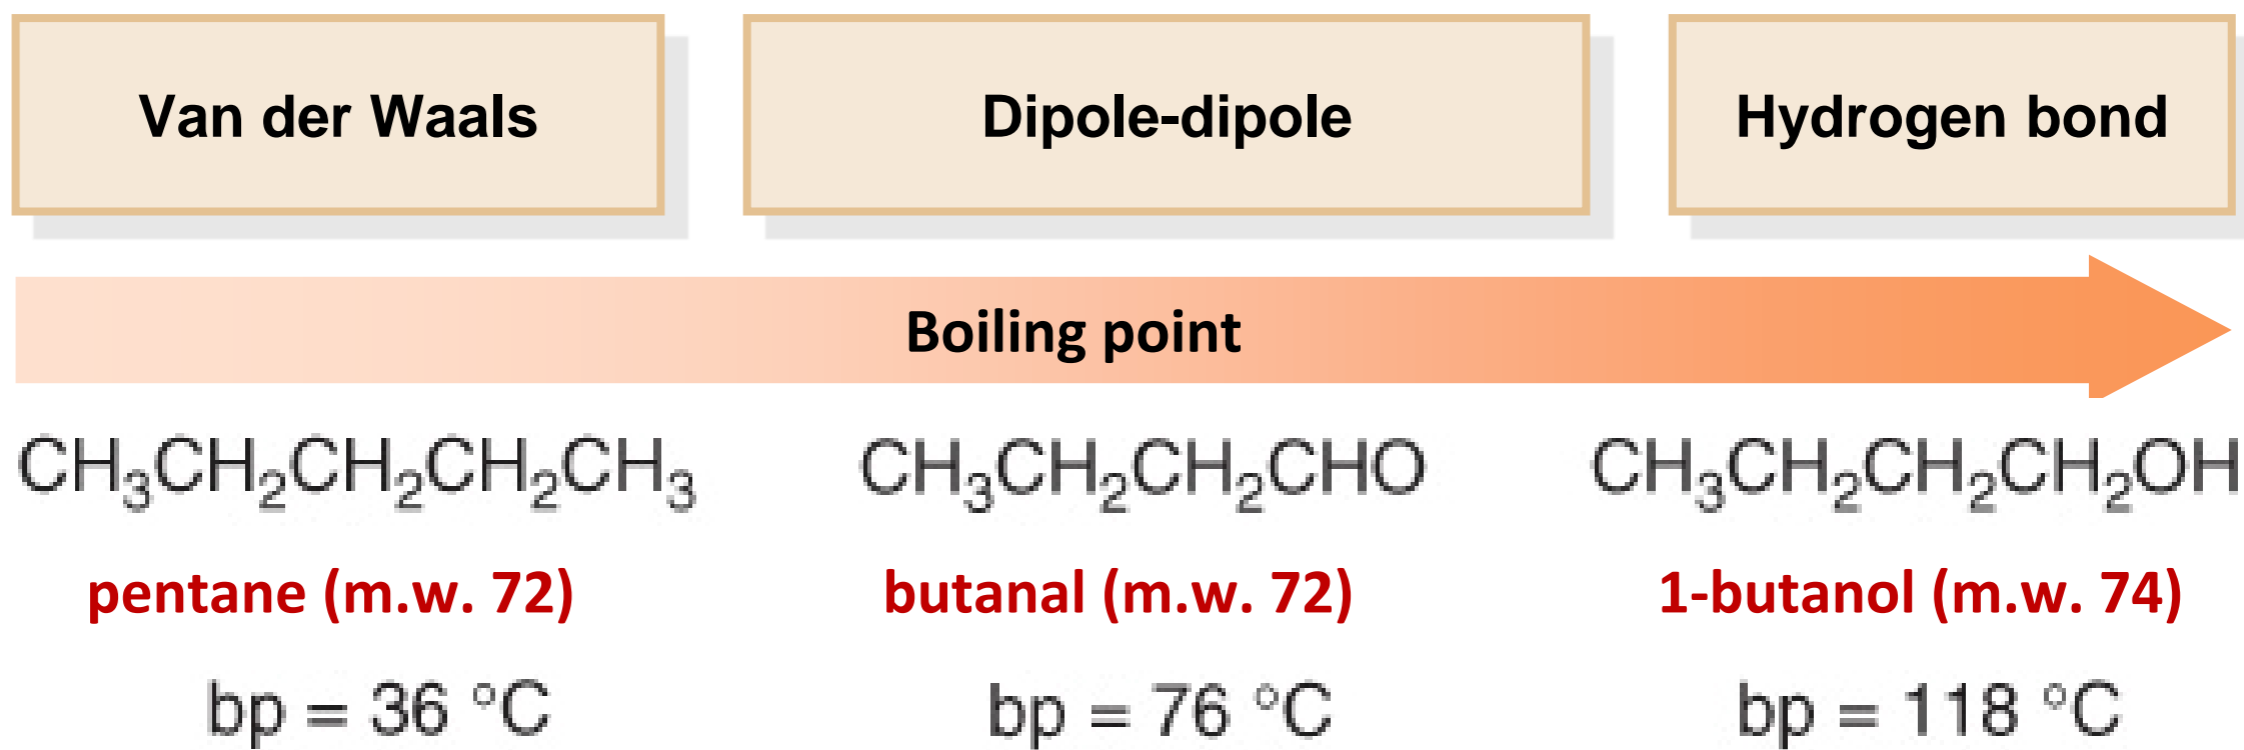 Van der Waals
Dipole-dipole
Hydrogen bond
Boiling point
CH₃CH₂CH₂CH₂CH₃
CH₃CH₂CH₂CHO
CH₃CH₂CH₂CH₂OH
pentane (m.w. 72)
butanal (m.w. 72)
1-butanol (m.w. 74)
bp = 36 °C
bp = 76 °C
bp = 118 °C